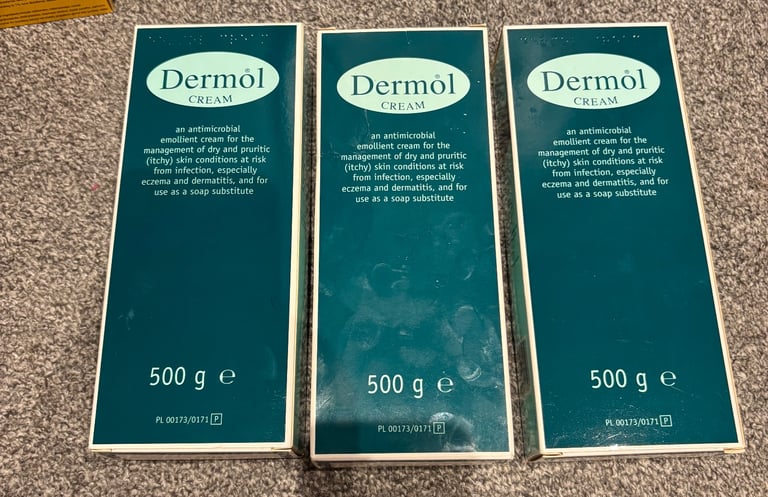 Dermol
CREAM
an antimicrobial
emollient cream for the
management of dry and pruritic
(itchy) skin conditions at risk
from infection, especially
eczema and dermatitis, and for
use as a soap substitute
500 g e
PL 00173/0171 P
Dermol
CREAM
an antimicrobial
emollient cream for the
management of dry and pruritic
(itchy) skin conditions at risk
from infection, especially
eczema and dermatitis, and for
use as a soap substitute
500 g e
PL 00173/0171 P
Dermol
CREAM
an antimicrobial
emollient cream for the
management of dry and pruritic
(itchy) skin conditions at risk
from infection, especially
eczema and dermatitis, and for
use as a soap substitute
500 g e
PL 00173/0171 P